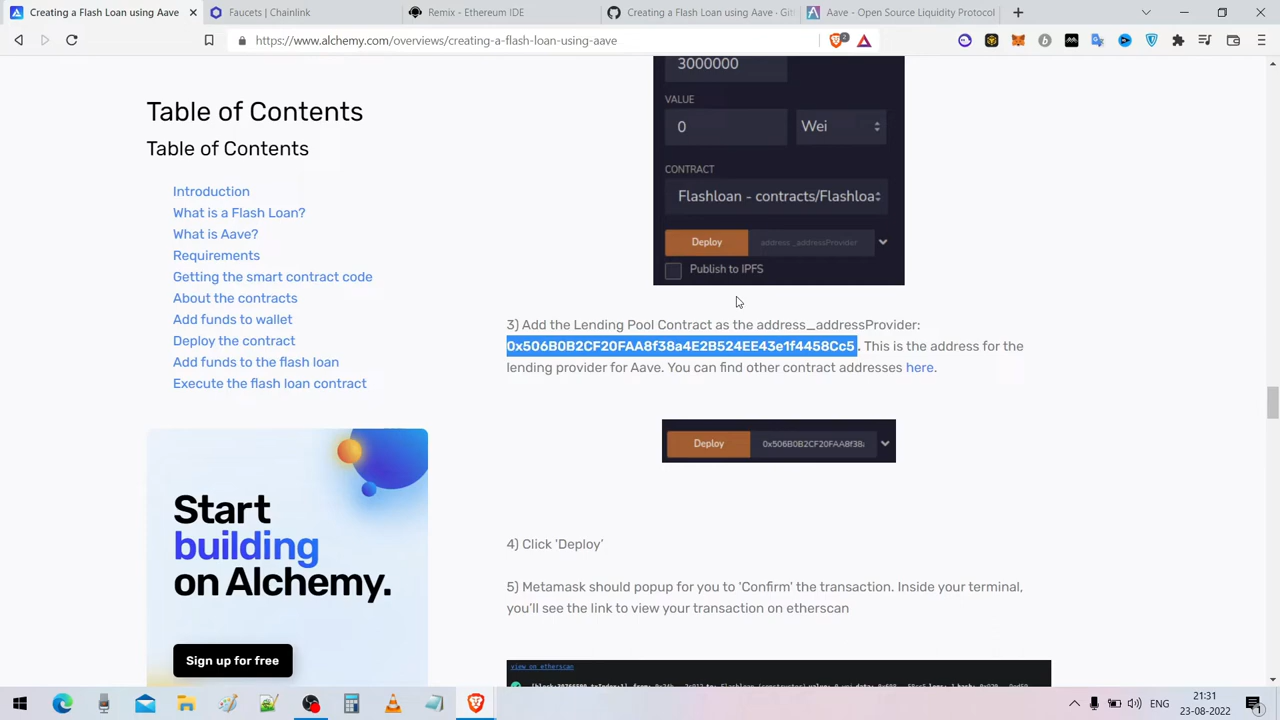 Creating a Flash Loan using Aav
Faucets | Chainlink
Remix - Ethereum IDE
Creating a Flash Loan using Aave · Git
Aave - Open Source Liquidity Protocol
https://www.alchemy.com/overviews/creating-a-flash-loan-using-aave
2
Table of Contents
Table of Contents
Introduction
What is a Flash Loan?
What is Aave?
Requirements
Getting the smart contract code
About the contracts
Add funds to wallet
Deploy the contract
Add funds to the flash loan
Execute the flash loan contract
Start
building
on Alchemy.
Sign up for free
3000000
VALUE
0
Wei
CONTRACT
Flashloan - contracts/Flashloa
Deploy
address _addressProvider
Publish to IPFS
3) Add the Lending Pool Contract as the address_addressProvider:
0x506B0B2CF20FAA8f38a4E2B524EE43e1f4458Cc5. This is the address for the
lending provider for Aave. You can find other contract addresses here.
Deploy
0x506B0B2CF20FAA8f38
4) Click 'Deploy'
5) Metamask should popup for you to 'Confirm' the transaction. Inside your terminal,
you'll see the link to view your transaction on etherscan
view on etherscan
ENG
21:31
23-08-2022
1